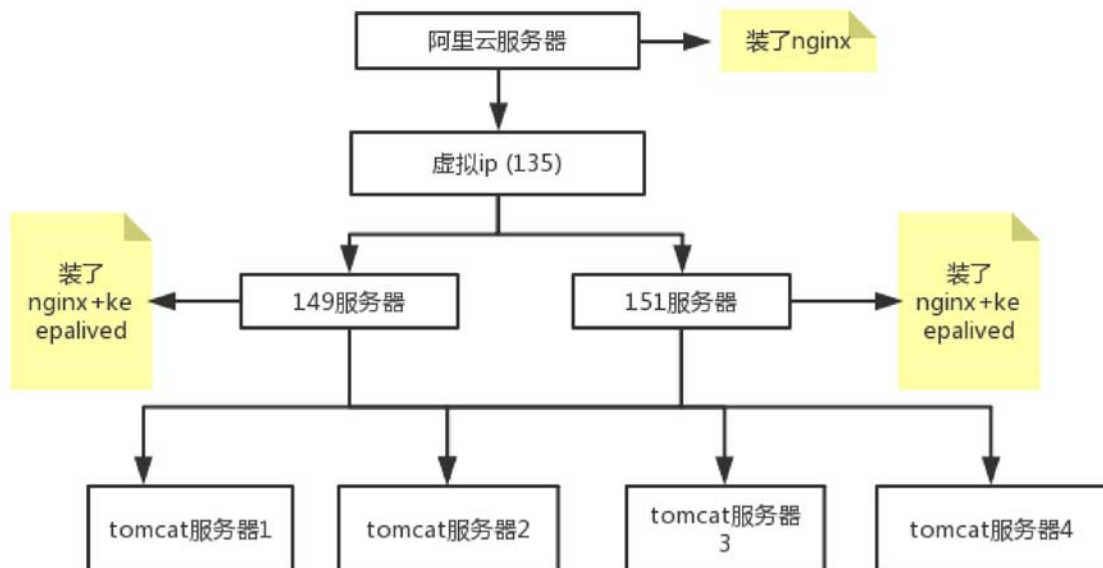 阿里云服务器
装了nginx
虚拟ip (135)
装了
nginx+ke
epalived
149服务器
151服务器
装了
nginx+ke
epalived
tomcat服务器1
tomcat服务器2
tomcat服务器
3
tomcat服务器4